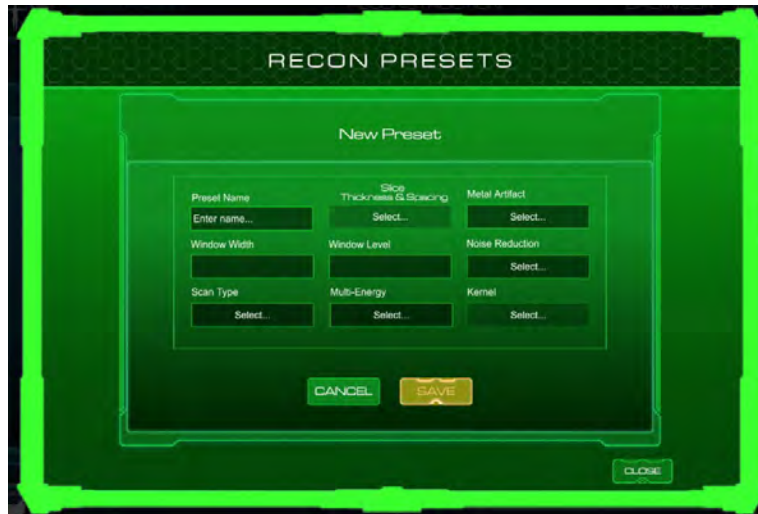 RECON PRESETS
New Preset
Preset Name
Slice
Thickness & Spacing
Metal Artifact
Enter name...
Select...
Select...
Window Width
Window Level
Noise Reduction
Select...
Scan Type
Multi-Energy
Kernel
Select...
Select...
Select...
CANCEL
SAVE
CLOSE